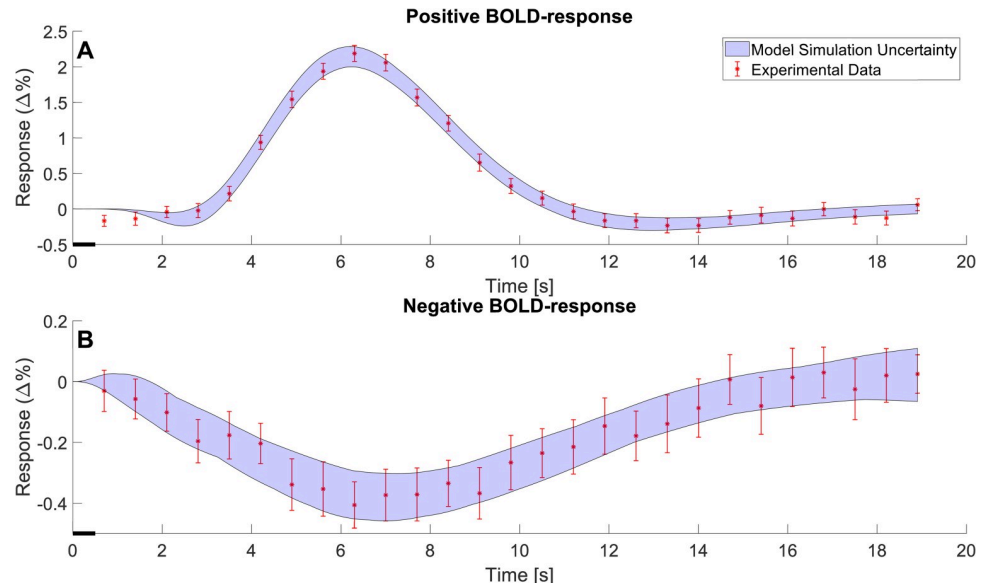 Positive BOLD-response
A
Model Simulation Uncertainty
Experimental Data
Response (Δ%)
2.5
2
1.5
1
0.5
0
-0.5
0 2 4 6 8 10 12 14 16 18 20
Time [s]
Negative BOLD-response
B
Response (Δ%)
0.2
0
-0.2
-0.4
0 2 4 6 8 10 12 14 16 18 20
Time [s]